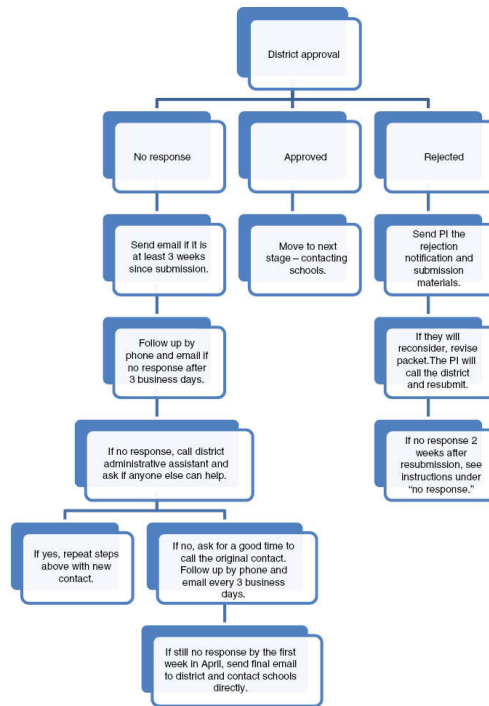 District approval
No response
Approved
Rejected
Send email if it is
at least 3 weeks
since submission.
Move to next
stage – contacting
schools.
Send PI the
rejection
notification and
submission
materials.
Follow up by
phone and email if
no response after
3 business days.
If they will
reconsider, revise
packet.The PI will
call the district
and resubmit.
If no response, call district
administrative assistant and
ask if anyone else can help.
If no response 2
weeks after
resubmission, see
instructions under
“no response.”
If yes, repeat steps
above with new
contact.
If no, ask for a good time to
call the original contact.
Follow up by phone and
email every 3 business
days.
If still no response by the first
week in April, send final email
to district and contact schools
directly.